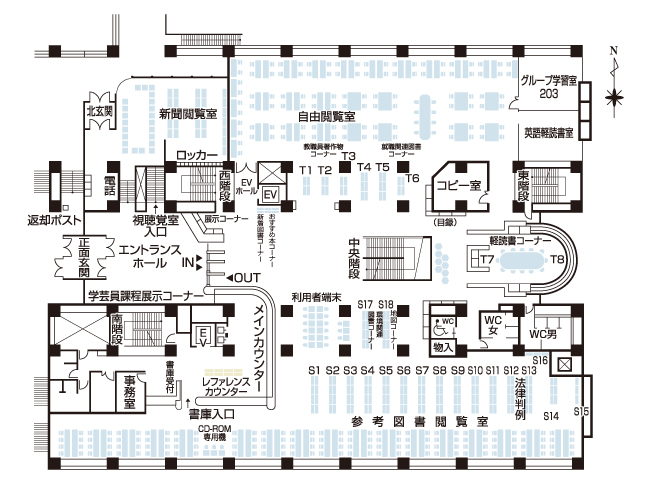 N
グループ学習室
203
北玄関
新聞閲覧室
自由閲覧室
英語軽読書室
教職員著作物
コーナー
就職関連図書
コーナー
ロッカー
T1
T2
T3
T4
T5
T6
電話
西階段
EV
ホール
EV
コピー室
東階段
返却ポスト
視聴覚室
入口
展示コーナー
おすすめ本コーナー
新着図書コーナー
(目録)
正面玄関
エントランス
ホール
IN
OUT
中央階段
軽読書コーナー
T7
T8
学芸員課程展示コーナー
メインカウンター
利用者端末
S17
S18
環境関連
図書コーナー
地図コーナー
南階段
EV
WC
物入
WC
女
WC男
書庫受付
事務室
レファレンス
カウンター
書庫入口
CD-ROM
専用機
S1
S2
S3
S4
S5
S6
S7
S8
S9
S10
S11
S12
S13
S16
法律判例
S14
S15
参考図書閲覧室